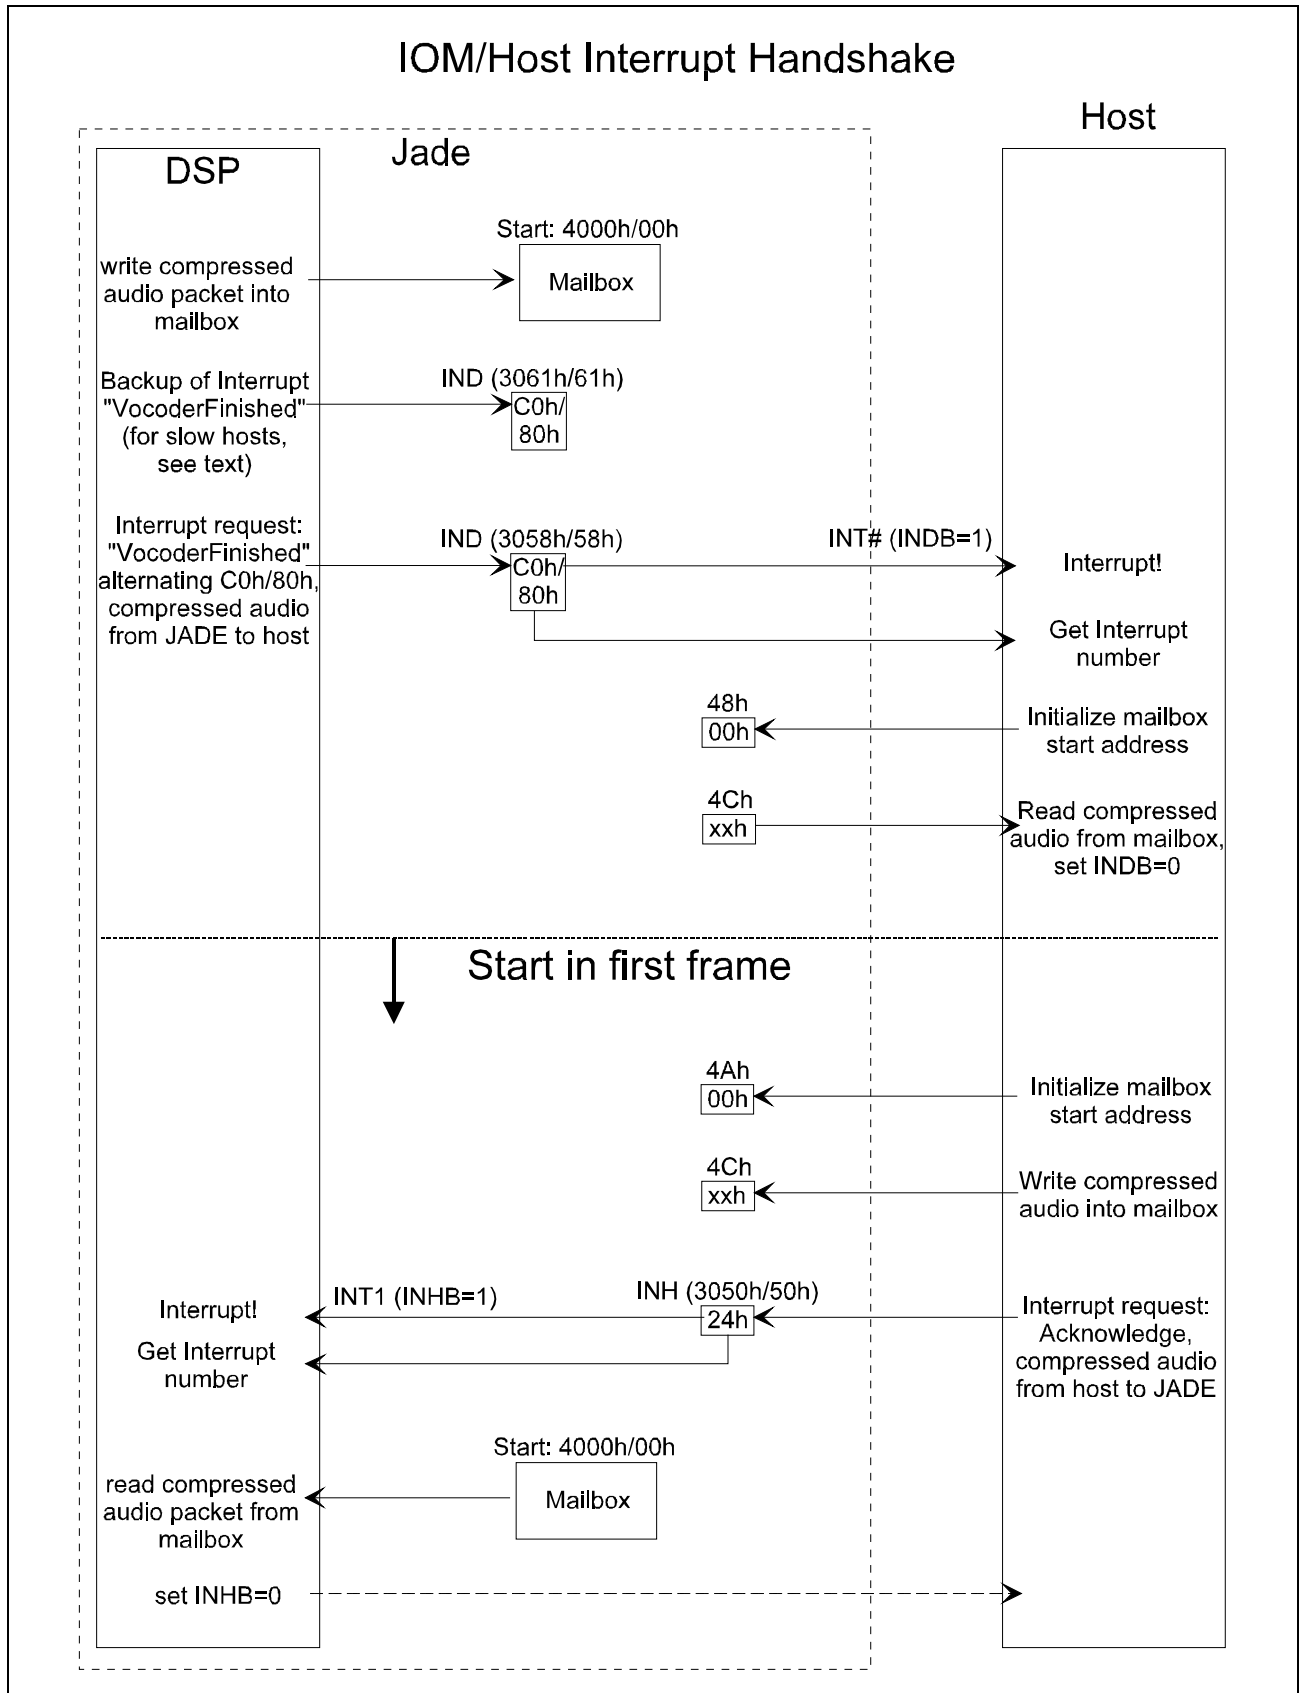 IOM/Host Interrupt Handshake
Host
Jade
DSP
Start: 4000h/00h
write compressed
audio packet into
mailbox
Mailbox
Backup of Interrupt
"VocoderFinished"
(for slow hosts,
see text)
IND (3061h/61h)
C0h/
80h
Interrupt request:
"VocoderFinished"
alternating C0h/80h,
compressed audio
from JADE to host
IND (3058h/58h)
C0h/
80h
INT# (INDB=1)
Interrupt!
Get Interrupt
number
48h
00h
Initialize mailbox
start address
4Ch
xxh
Read compressed
audio from mailbox,
set INDB=0
Start in first frame
4Ah
00h
Initialize mailbox
start address
4Ch
xxh
Write compressed
audio into mailbox
Interrupt!
INT1 (INHB=1)
INH (3050h/50h)
24h
Interrupt request:
Acknowledge,
compressed audio
from host to JADE
Get Interrupt
number
Start: 4000h/00h
Mailbox
read compressed
audio packet from
mailbox
set INHB=0